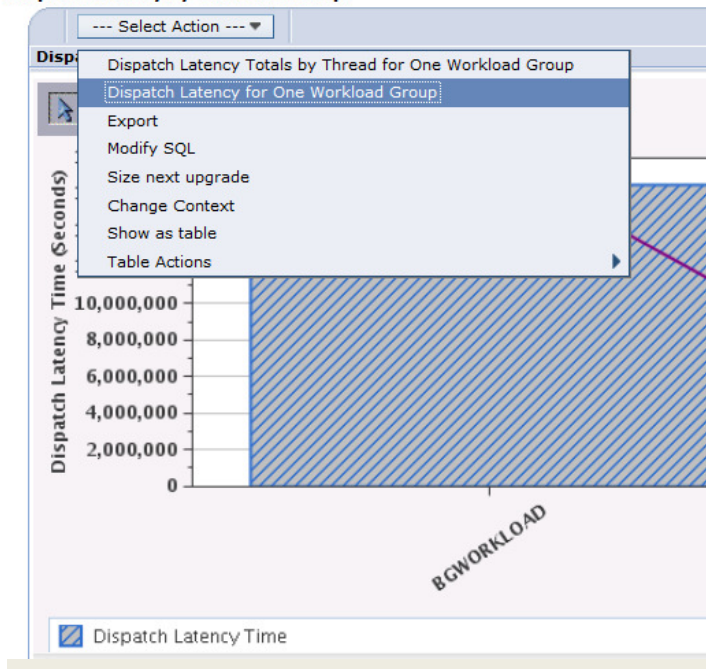 --- Select Action ---
Disp
Dispatch Latency Totals by Thread for One Workload Group
Dispatch Latency for One Workload Group
Export
Modify SQL
Size next upgrade
Change Context
Show as table
Table Actions
Dispatch Latency Time (Seconds)
10,000,000
8,000,000
6,000,000
4,000,000
2,000,000
0
BGWORKLOAD
Dispatch Latency Time